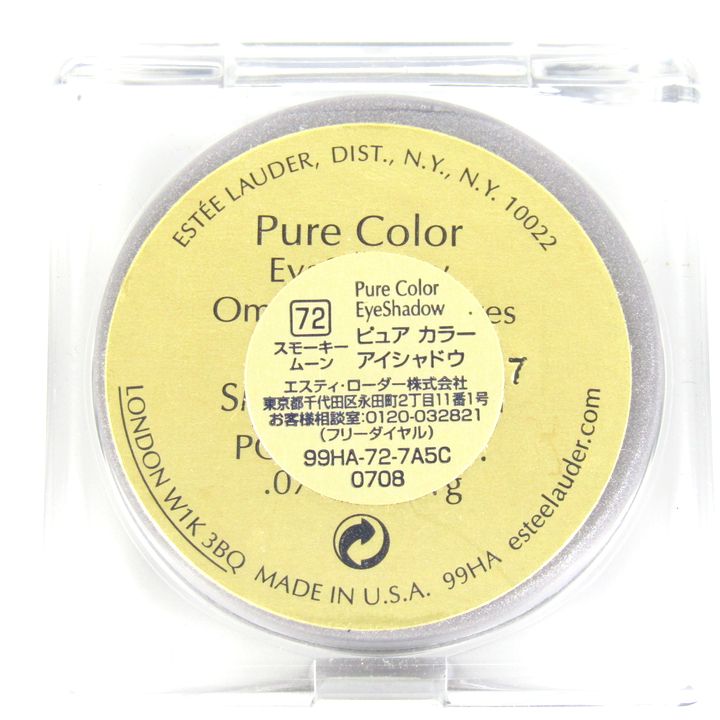 ESTÉE LAUDER, DIST., N.Y., N.Y. 10022
Pure Color
72
スモーキー
ムーン
Pure Color
EyeShadow
ピュア カラー
アイシャドウ
エスティ・ローダー株式会社
東京都千代田区永田町2丁目11番1号
お客様相談室:0120-032821
(フリーダイヤル)
99HA-72-7A5C
0708
LONDON W1K 3BQ
MADE IN U.S.A. 99HA esteelauder.com